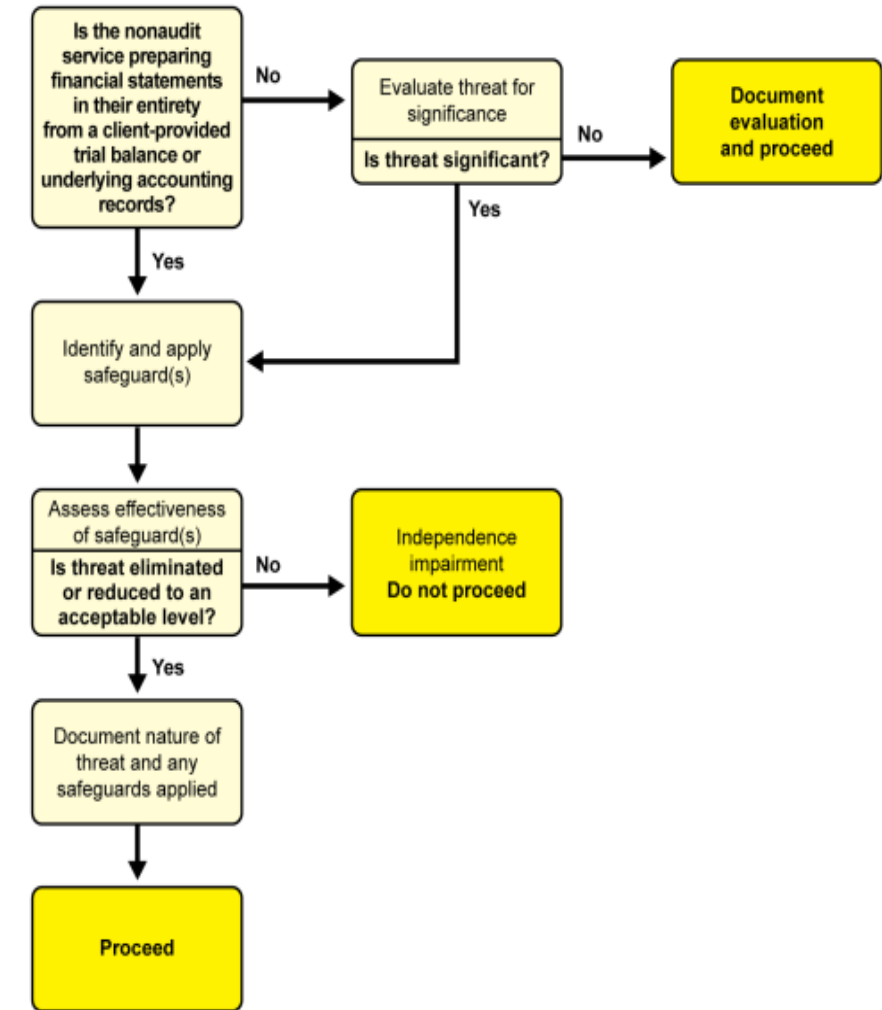 Is the nonaudit
service preparing
financial statements
in their entirety
from a client-provided
trial balance or
underlying accounting
records?
No
Evaluate threat for
significance
Is threat significant?
No
Document
evaluation
and proceed
Yes
Yes
Identify and apply
safeguard(s)
Assess effectiveness
of safeguard(s)
Is threat eliminated
or reduced to an
acceptable level?
No
Independence
impairment
Do not proceed
Yes
Document nature of
threat and any
safeguards applied
Proceed